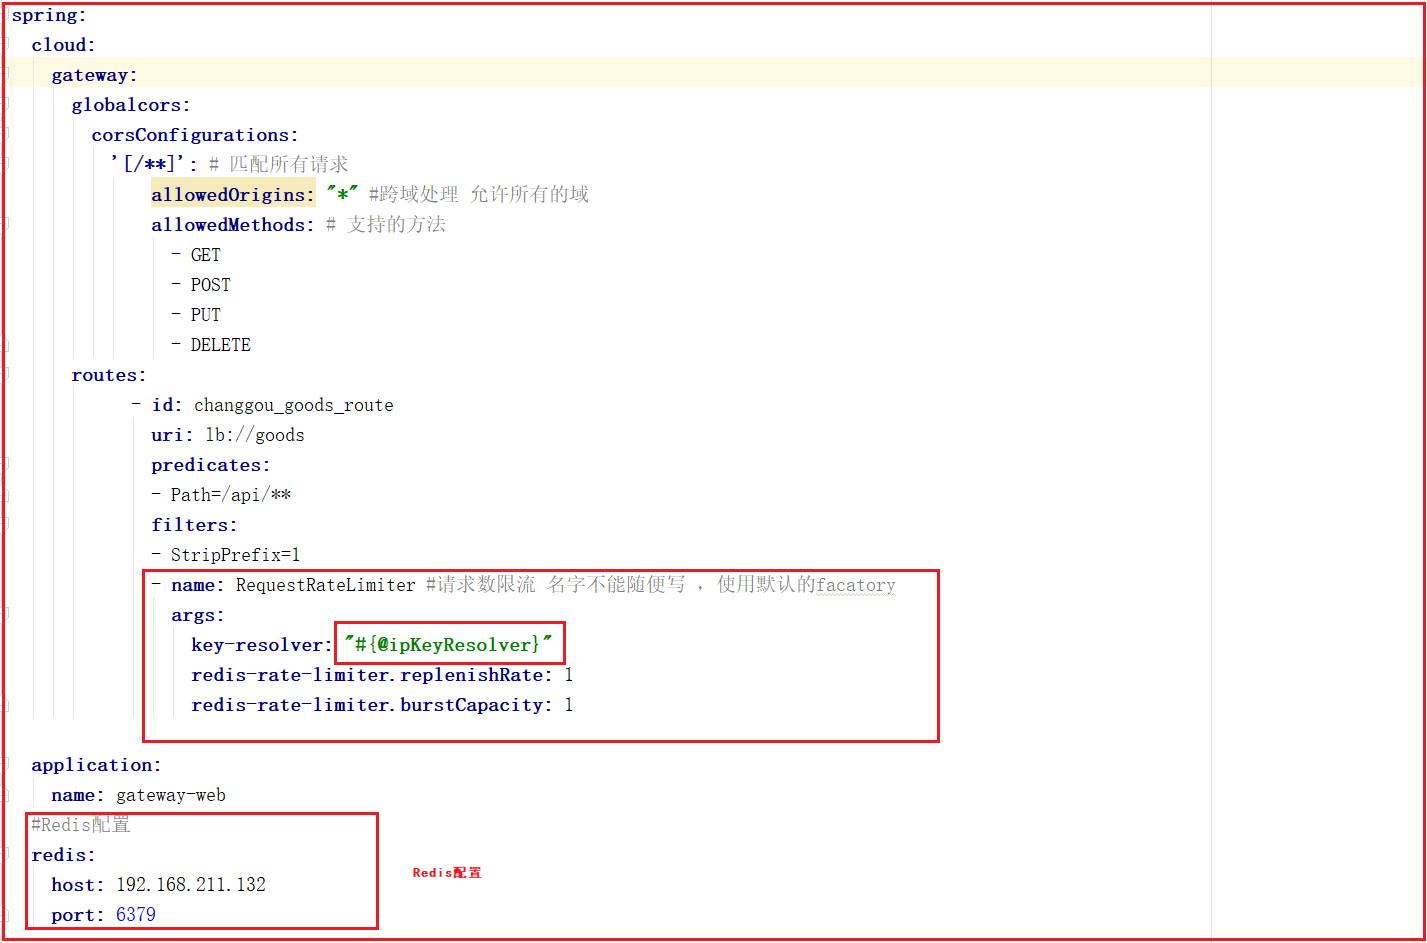 spring:
cloud:
gateway:
globalcors:
corsConfigurations:
'[/**]': # 匹配所有请求
allowedOrigins: "*" #跨域处理 允许所有的域
allowedMethods: # 支持的方法
- GET
- POST
- PUT
- DELETE
routes:
- id: changgou_goods_route
uri: lb://goods
predicates:
- Path=/api/**
filters:
- StripPrefix=1
- name: RequestRateLimiter #请求数限流 名字不能随便写 ，使用默认的facatory
args:
key-resolver: "#{@ipKeyResolver}"
redis-rate-limiter.replenishRate: 1
redis-rate-limiter.burstCapacity: 1
application:
name: gateway-web
#Redis配置
redis:
Redis配置
host: 192.168.211.132
port: 6379